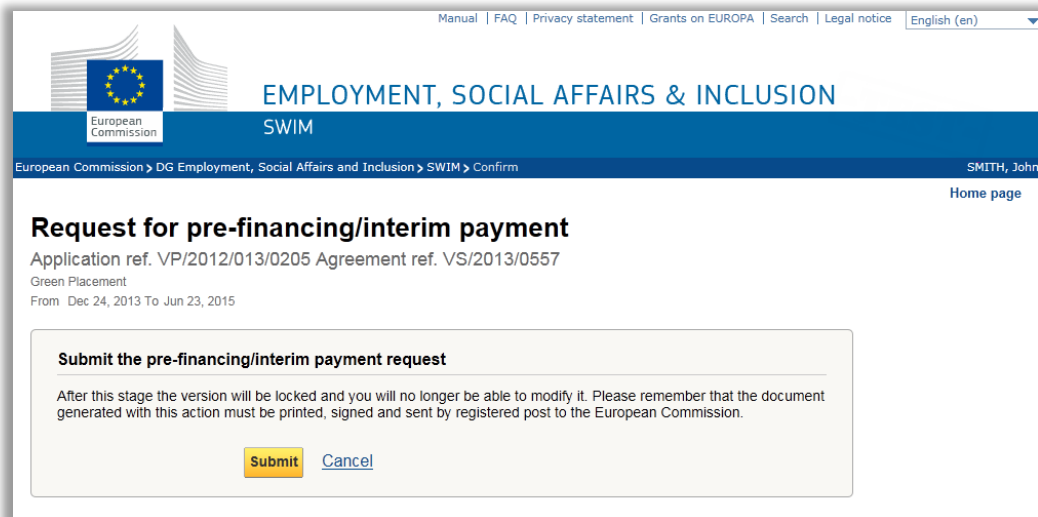 Manual | FAQ | Privacy statement | Grants on EUROPA | Search | Legal notice English (en)
EMPLOYMENT, SOCIAL AFFAIRS & INCLUSION
European
Commission
SWIM
European Commission > DG Employment, Social Affairs and Inclusion > SWIM > Confirm SMITH, John
Home page
Request for pre-financing/interim payment
Application ref. VP/2012/013/0205 Agreement ref. VS/2013/0557
Green Placement
From Dec 24, 2013 To Jun 23, 2015
Submit the pre-financing/interim payment request
After this stage the version will be locked and you will no longer be able to modify it. Please remember that the document
generated with this action must be printed, signed and sent by registered post to the European Commission.
Submit Cancel